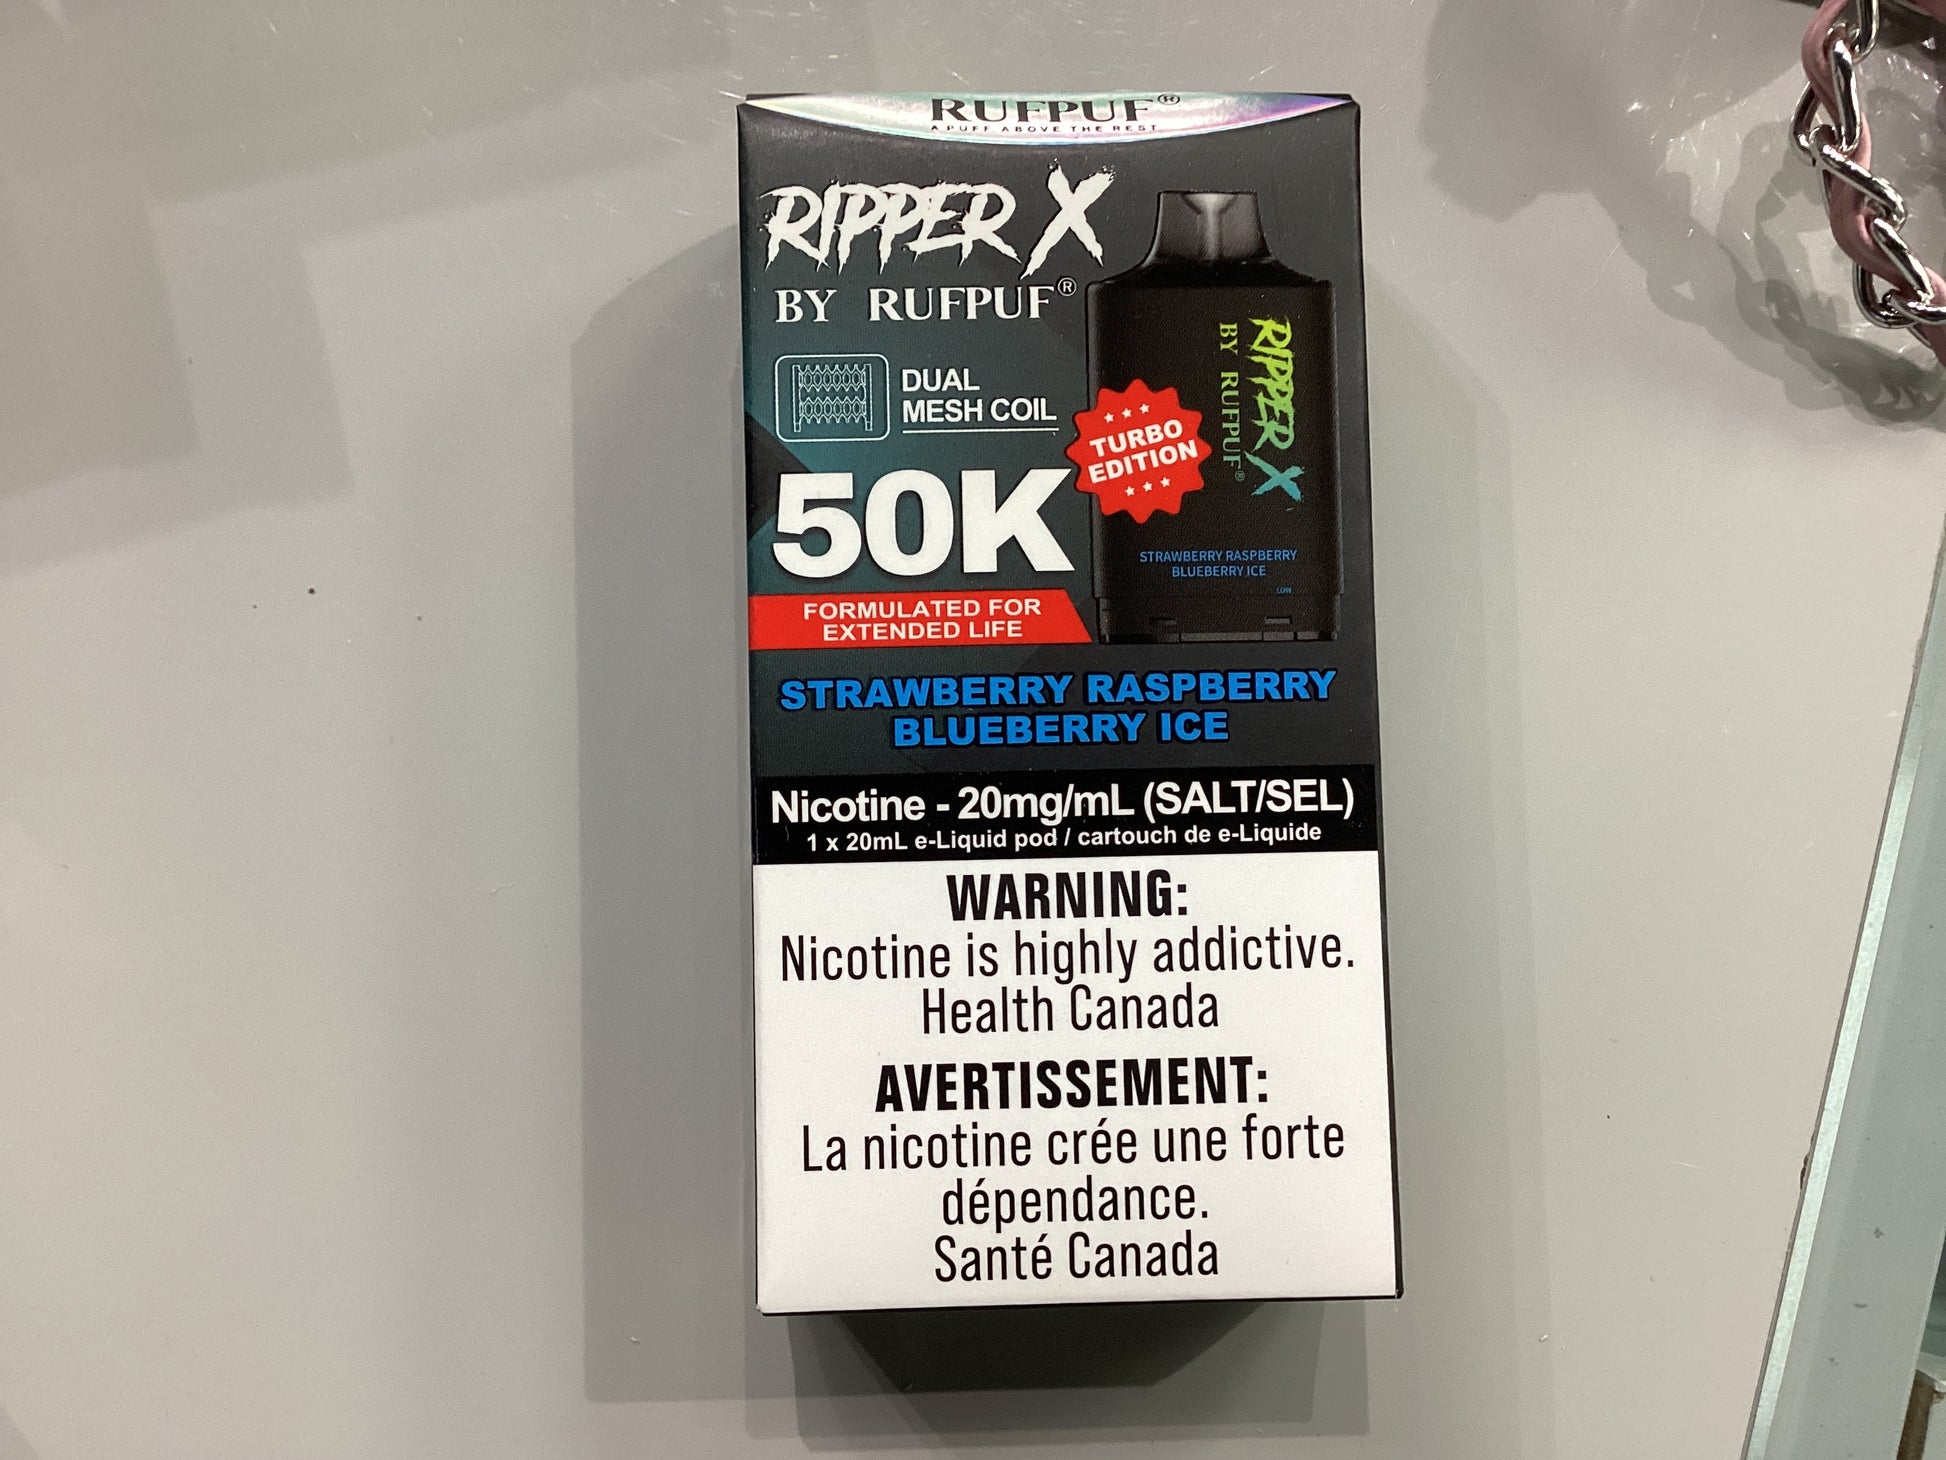 RUFPUF®
A PUFF ABOVE THE REST
RIPPER X
BY RUFPUF®
DUAL
MESH COIL
50K
FORMULATED FOR
EXTENDED LIFE
RIPPER X
BY RUFPUF®
TURBO
EDITION
STRAWBERRY RASPBERRY
BLUEBERRY ICE
STRAWBERRY RASPBERRY
BLUEBERRY ICE
Nicotine - 20mg/mL (SALT/SEL)
1 x 20mL e-Liquid pod / cartouch de e-Liquide
WARNING:
Nicotine is highly addictive.
Health Canada
AVERTISSEMENT:
La nicotine crée une forte
dépendance.
Santé Canada